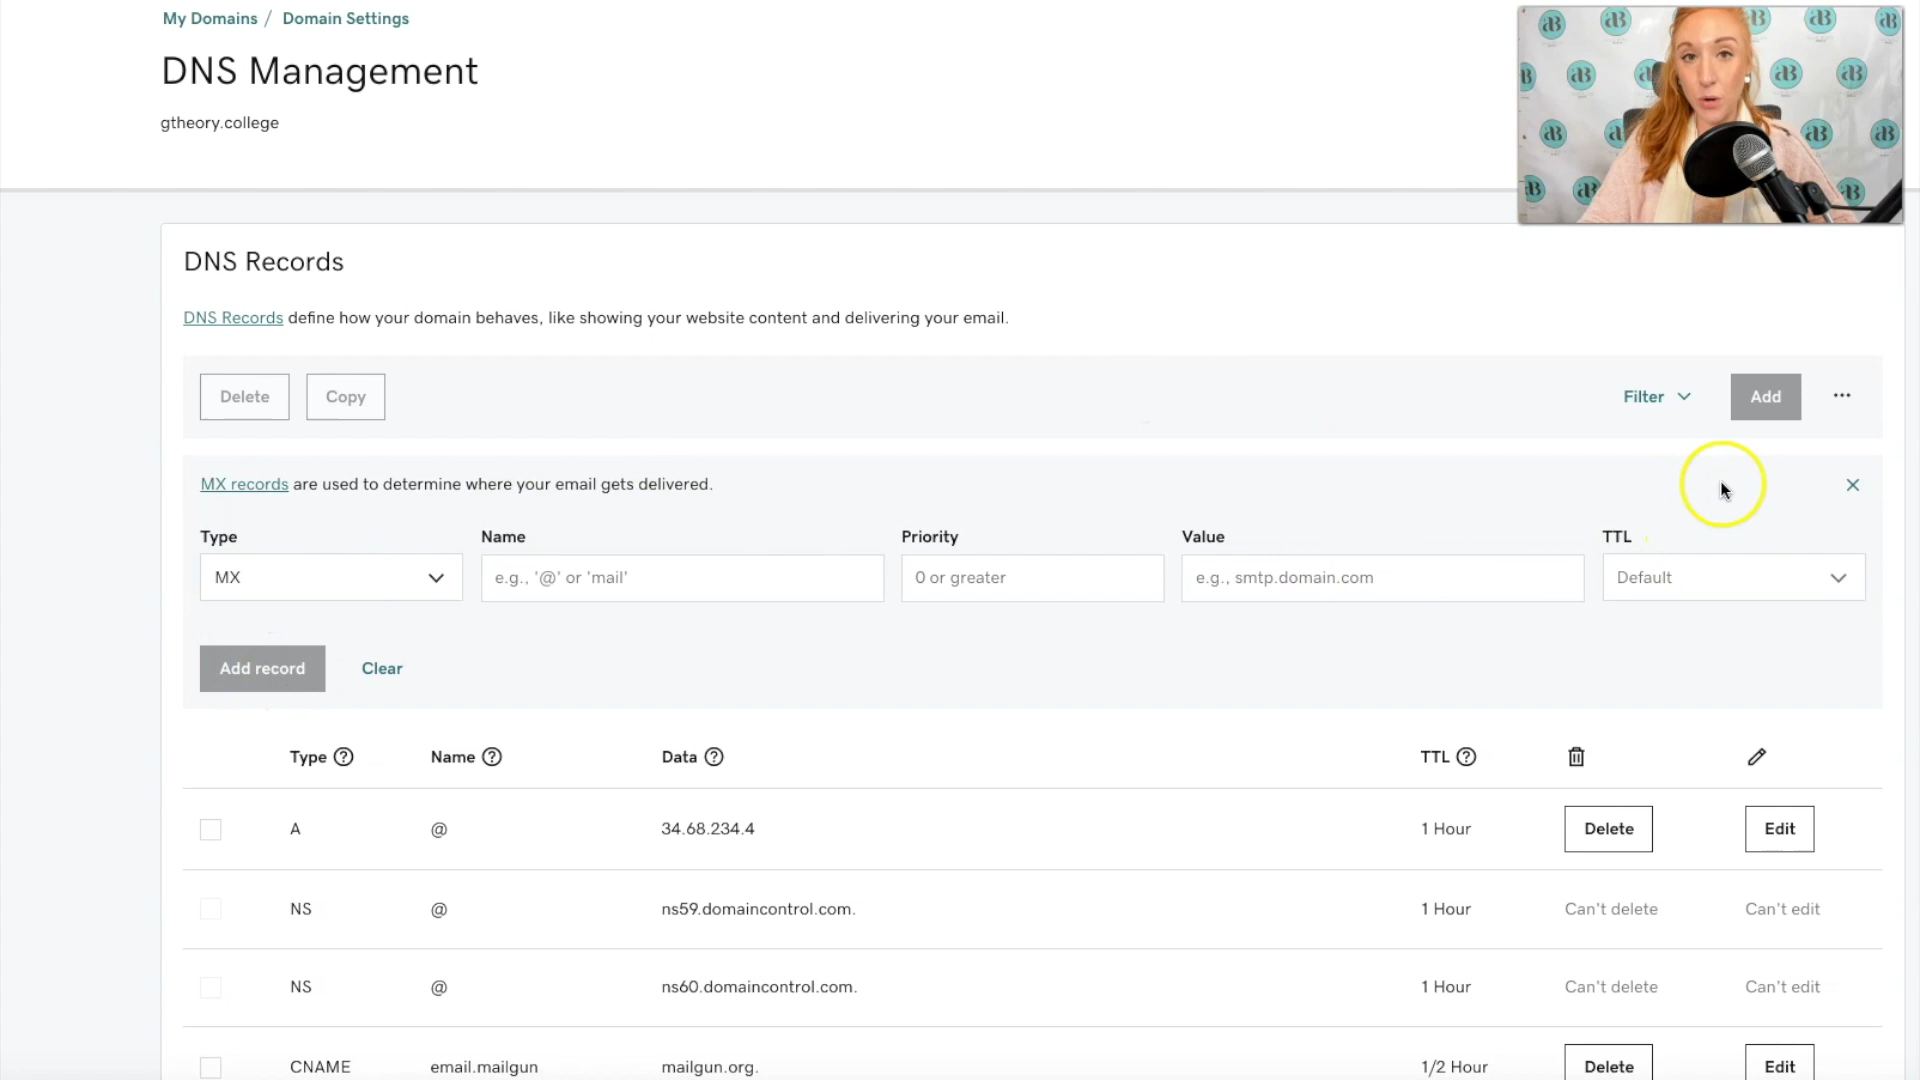 My Domains / Domain Settings
DNS Management
gtheory.college
DNS Records
DNS Records define how your domain behaves, like showing your website content and delivering your email.
Delete Copy Filter Add ...
MX records are used to determine where your email gets delivered.
Type Name Priority Value TTL
MX e.g., '@' or 'mail' 0 or greater e.g., smtp.domain.com Default
Add record Clear
Type Name Data TTL
A @ 34.68.234.4 1 Hour Delete Edit
NS @ ns59.domaincontrol.com. 1 Hour Can't delete Can't edit
NS @ ns60.domaincontrol.com. 1 Hour Can't delete Can't edit
CNAME email.mailgun mailgun.org. 1/2 Hour Delete Edit